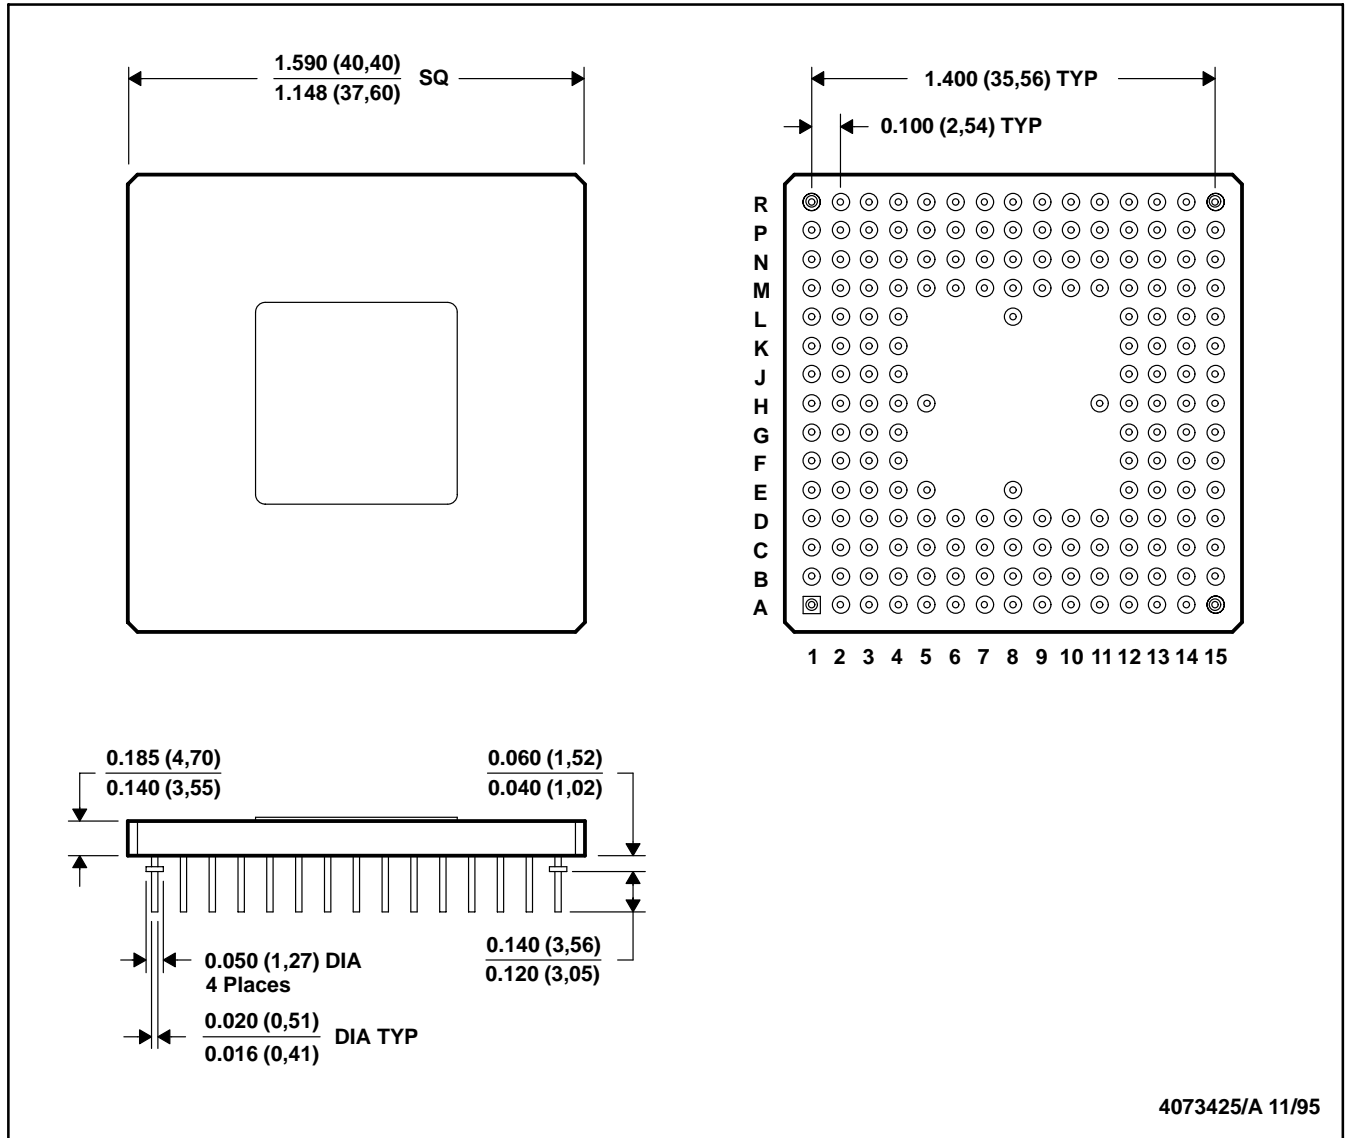 1.590 (40,40)
1.148 (37,60)
SQ
1.400 (35,56) TYP
0.100 (2,54) TYP
R
P
N
M
L
K
J
H
G
F
E
D
C
B
A
1 2 3 4 5 6 7 8 9 10 11 12 13 14 15
0.185 (4,70)
0.140 (3,55)
0.060 (1,52)
0.040 (1,02)
0.050 (1,27) DIA
4 Places
0.140 (3,56)
0.120 (3,05)
0.020 (0,51)
0.016 (0,41)
DIA TYP
4073425/A 11/95